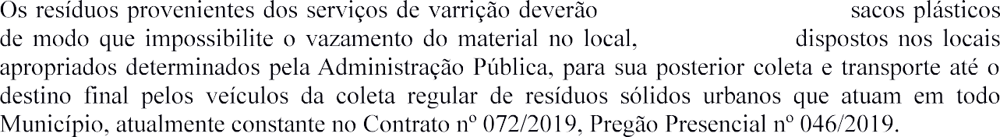 Os resíduos provenientes dos serviços de varrição deverão sacos plásticos
de modo que impossibilite o vazamento do material no local, dispostos nos locais
apropriados determinados pela Administração Pública, para sua posterior coleta e transporte até o
destino final pelos veículos da coleta regular de resíduos sólidos urbanos que atuam em todo
Município, atualmente constante no Contrato nº 072/2019, Pregão Presencial nº 046/2019.